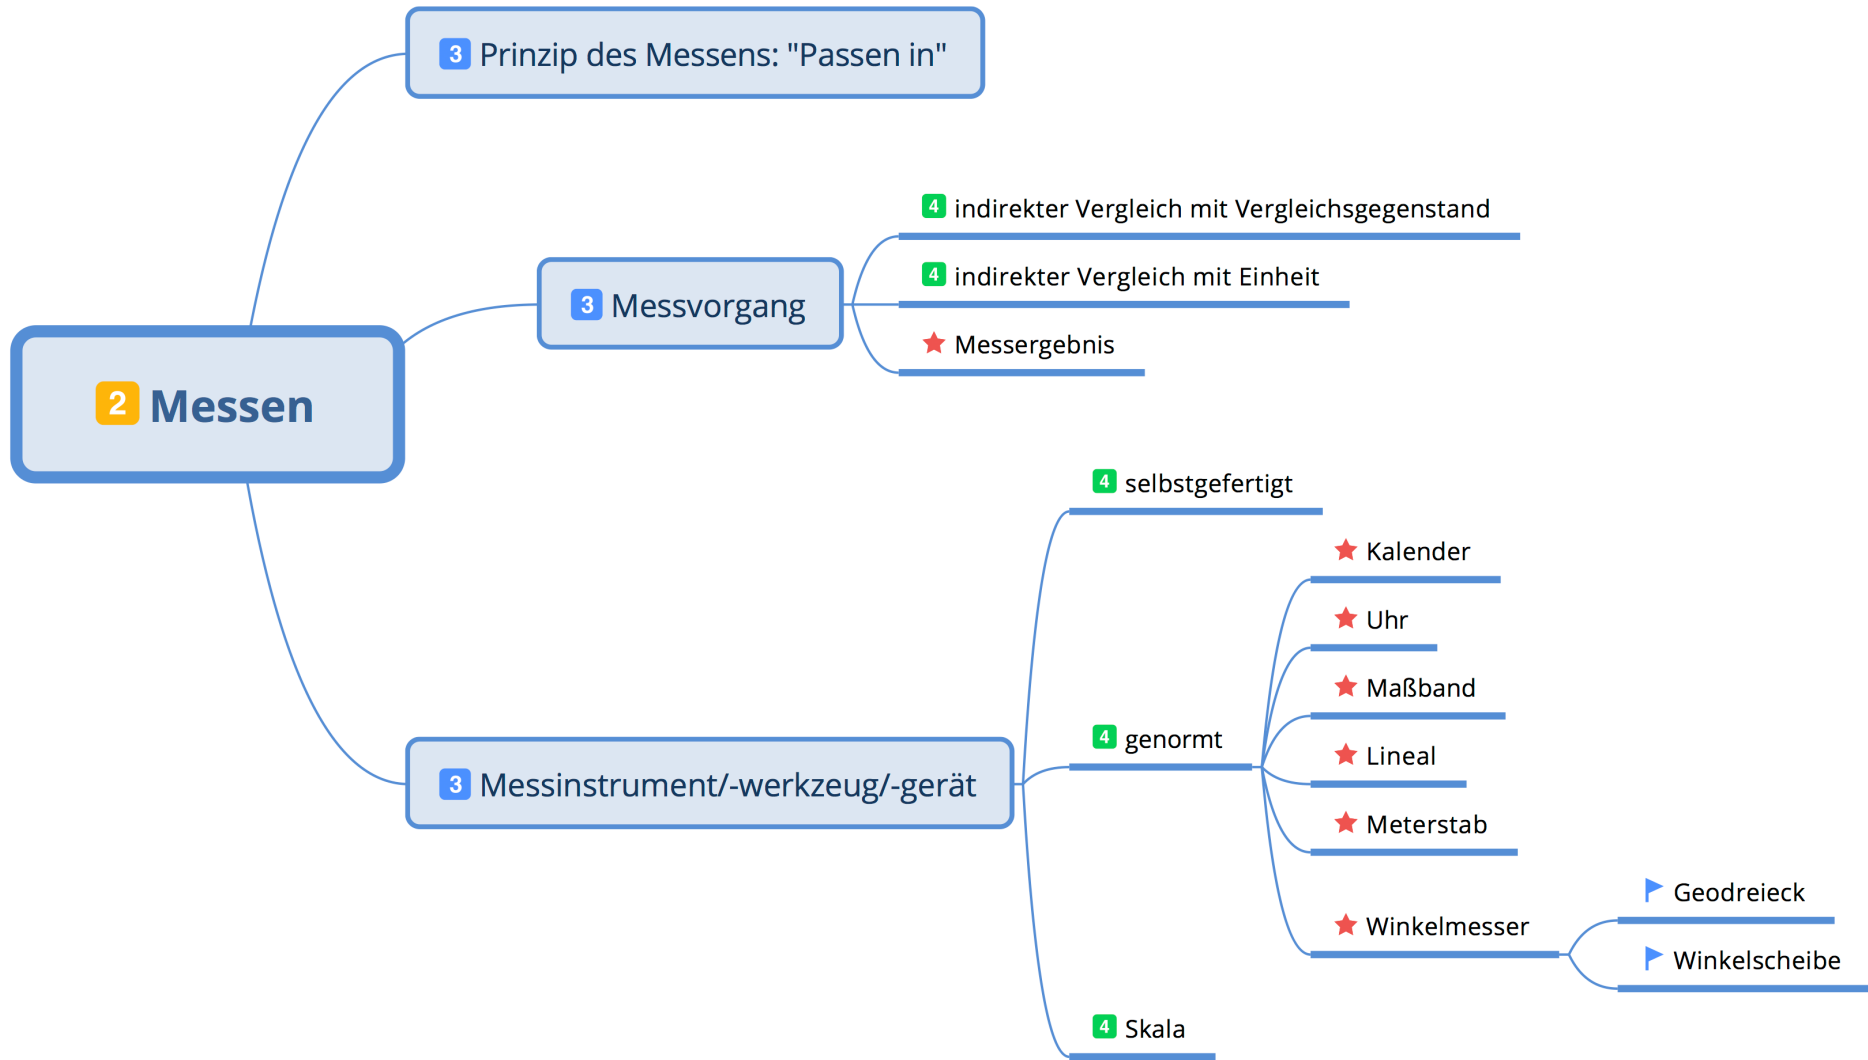 3 Prinzip des Messens: "Passen in"
4 indirekter Vergleich mit Vergleichsgegenstand
4 indirekter Vergleich mit Einheit
3 Messvorgang
Messergebnis
2 Messen
4 selbstgefertigt
Kalender
Uhr
Maßband
4 genormt
Lineal
3 Messinstrument/-werkzeug/-gerät
Meterstab
Geodreieck
Winkelmesser
Winkelscheibe
4 Skala